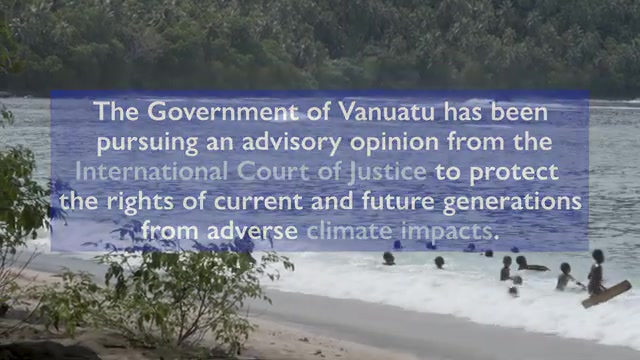 The Government of Vanuatu has been
pursuing an advisory opinion from the
International Court of Justice to protect
the rights of current and future generations
from adverse climate impacts.